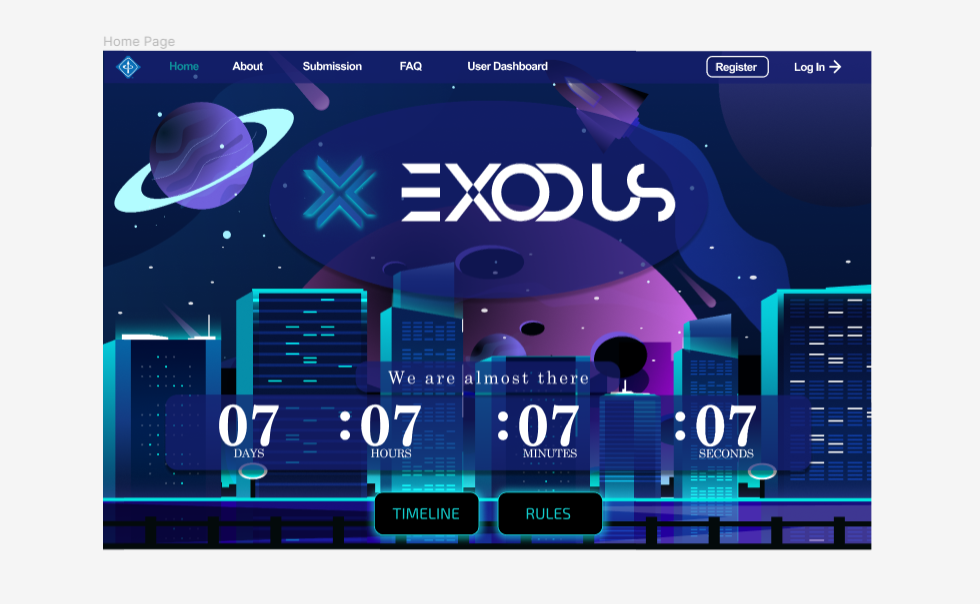 Home Page
Home About Submission FAQ User Dashboard Register Log In
EXODUS
We are almost there
07 : 07 : 07 : 07
DAYS HOURS MINUTES SECONDS
TIMELINE RULES